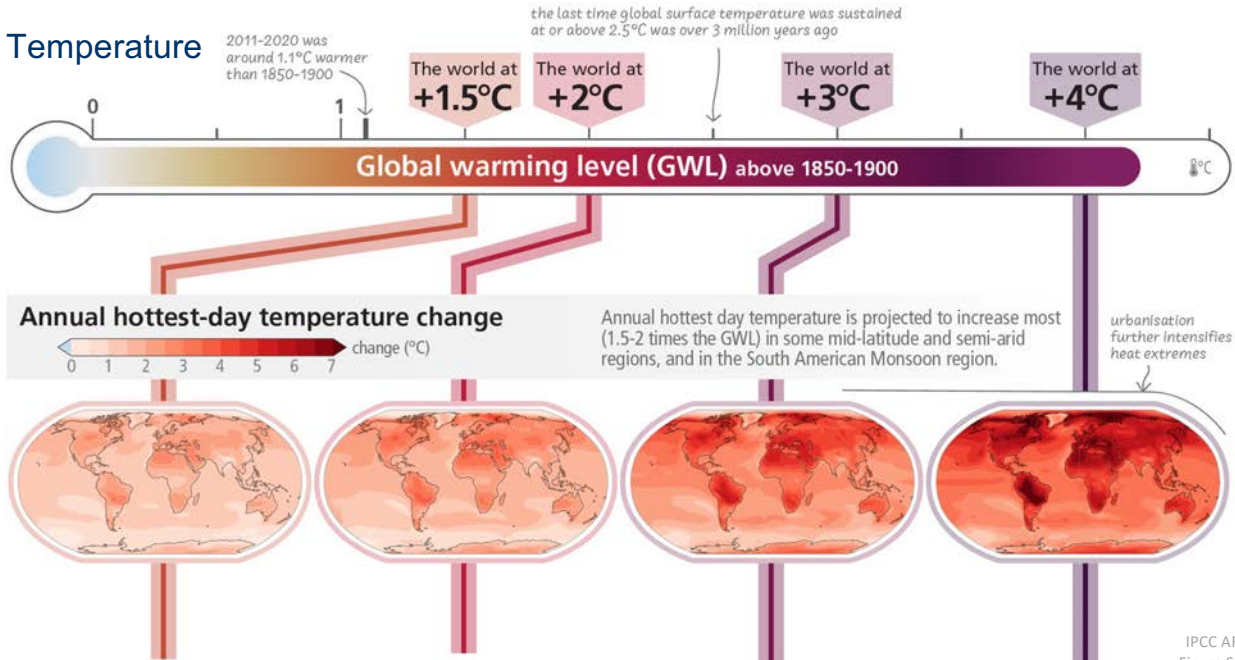 Temperature
2011-2020 was
around 1.1°C warmer
than 1850-1900
the last time global surface temperature was sustained
at or above 2.5°C was over 3 million years ago
The world at
+1.5°C
The world at
+2°C
The world at
+3°C
The world at
+4°C
0
1
Global warming level (GWL) above 1850-1900
°C
Annual hottest-day temperature change
change (°C)
0 1 2 3 4 5 6 7
Annual hottest day temperature is projected to increase most
(1.5-2 times the GWL) in some mid-latitude and semi-arid
regions, and in the South American Monsoon region.
urbanisation
further intensifies
heat extremes
IPCC